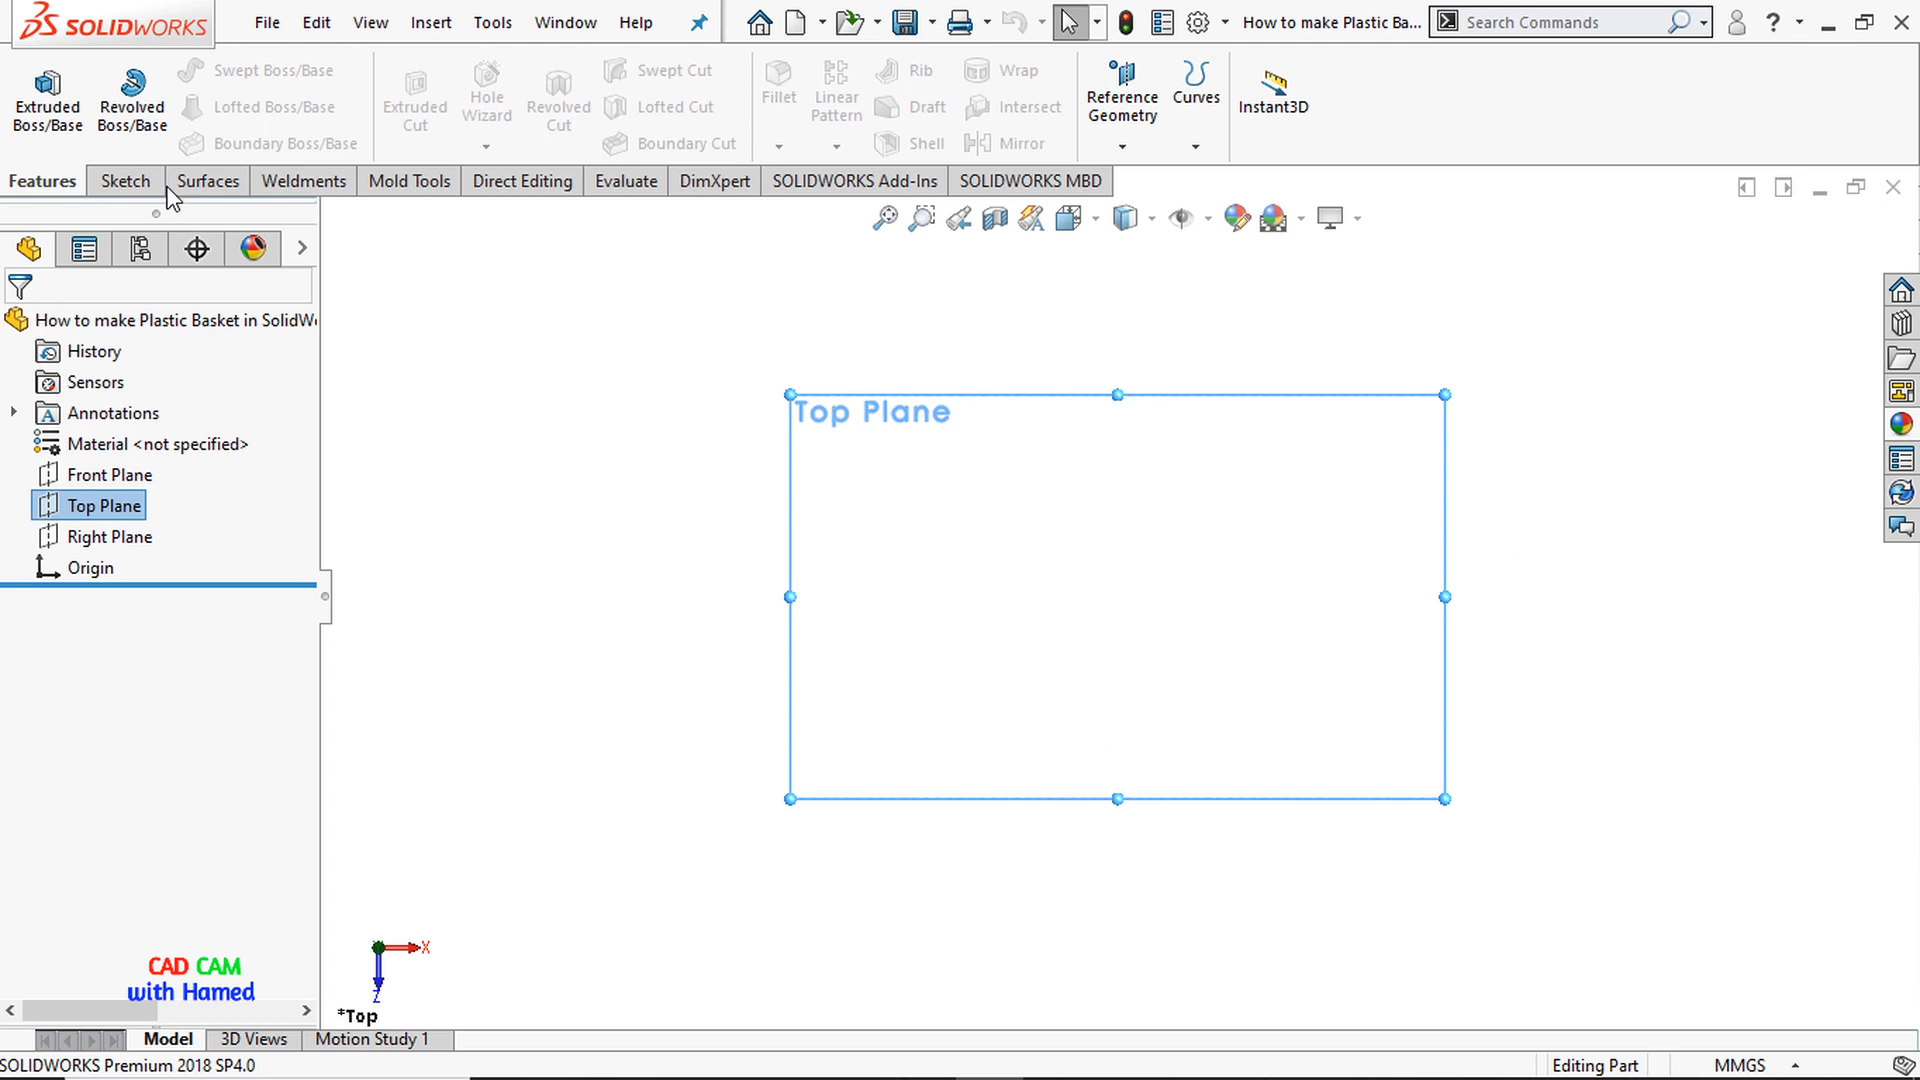 SOLIDWORKS
File Edit View Insert Tools Window Help
How to make Plastic Ba...
Search Commands
Extruded Boss/Base
Revolved Boss/Base
Swept Boss/Base
Lofted Boss/Base
Boundary Boss/Base
Extruded Cut
Hole Wizard
Revolved Cut
Swept Cut
Lofted Cut
Boundary Cut
Fillet
Linear Pattern
Rib
Draft
Shell
Wrap
Intersect
Mirror
Reference Geometry
Curves
Instant3D
Features Sketch Surfaces Weldments Mold Tools Direct Editing Evaluate DimXpert SOLIDWORKS Add-Ins SOLIDWORKS MBD
How to make Plastic Basket in SolidW
History
Sensors
Annotations
Material <not specified>
Front Plane
Top Plane
Right Plane
Origin
Top Plane
X
Z
*Top
CAD CAM
with Hamed
Model 3D Views Motion Study 1
SOLIDWORKS Premium 2018 SP4.0
Editing Part
MMGS